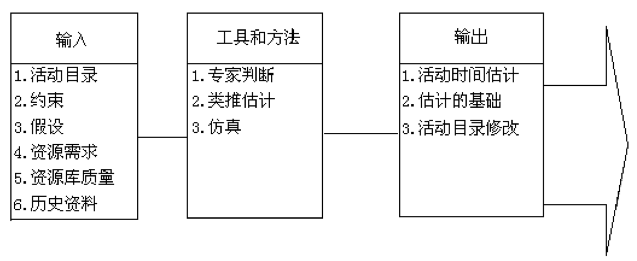 输入
1.活动目录
2.约束
3.假设
4.资源需求
5.资源库质量
6.历史资料
工具和方法
1.专家判断
2.类推估计
3.仿真
输出
1.活动时间估计
2.估计的基础
3.活动目录修改